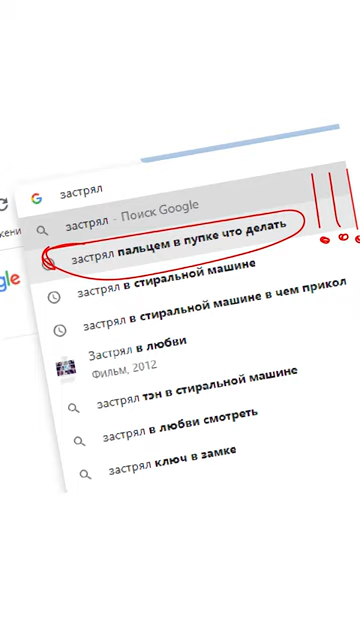 застрял
застрял - Поиск Google
застрял пальцем в пупке что делать
застрял в стиральной машине
застрял в стиральной машине в чем прикол
Застрял в любви
Фильм, 2012
застрял тэн в стиральной машине
застрял в любви смотреть
застрял ключ в замке
!!!